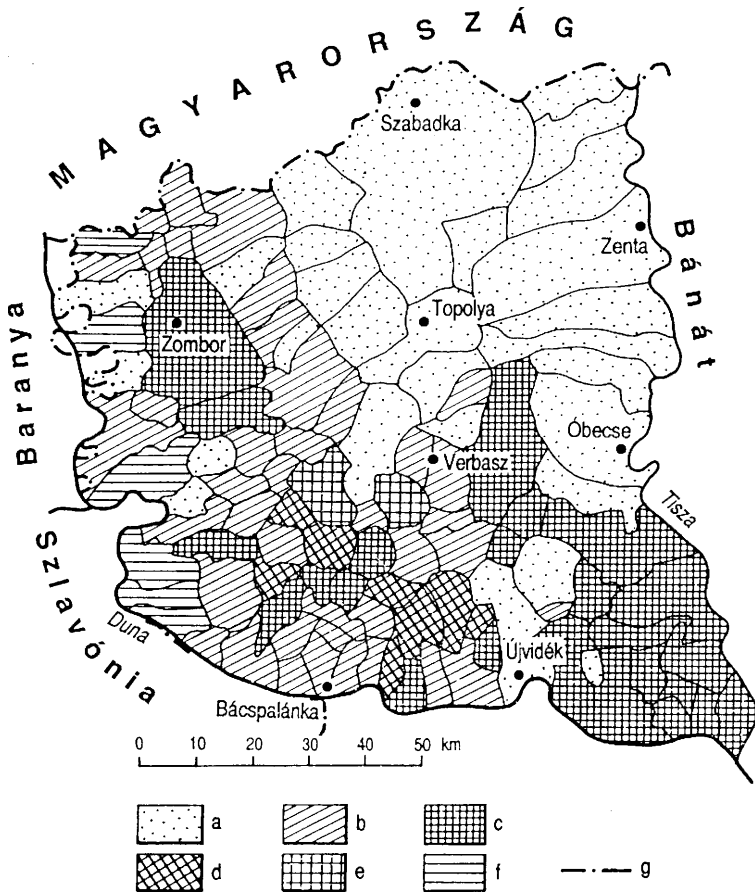 MAGYARORSZÁG
Szabadka
Zenta
Bánát
Topolya
Zombor
Baranya
Óbecse
Verbasz
Tisza
Szlavónia
Duna
Újvidék
Bácspalánka
0 10 20 30 40 50 km
a b c
d e f g